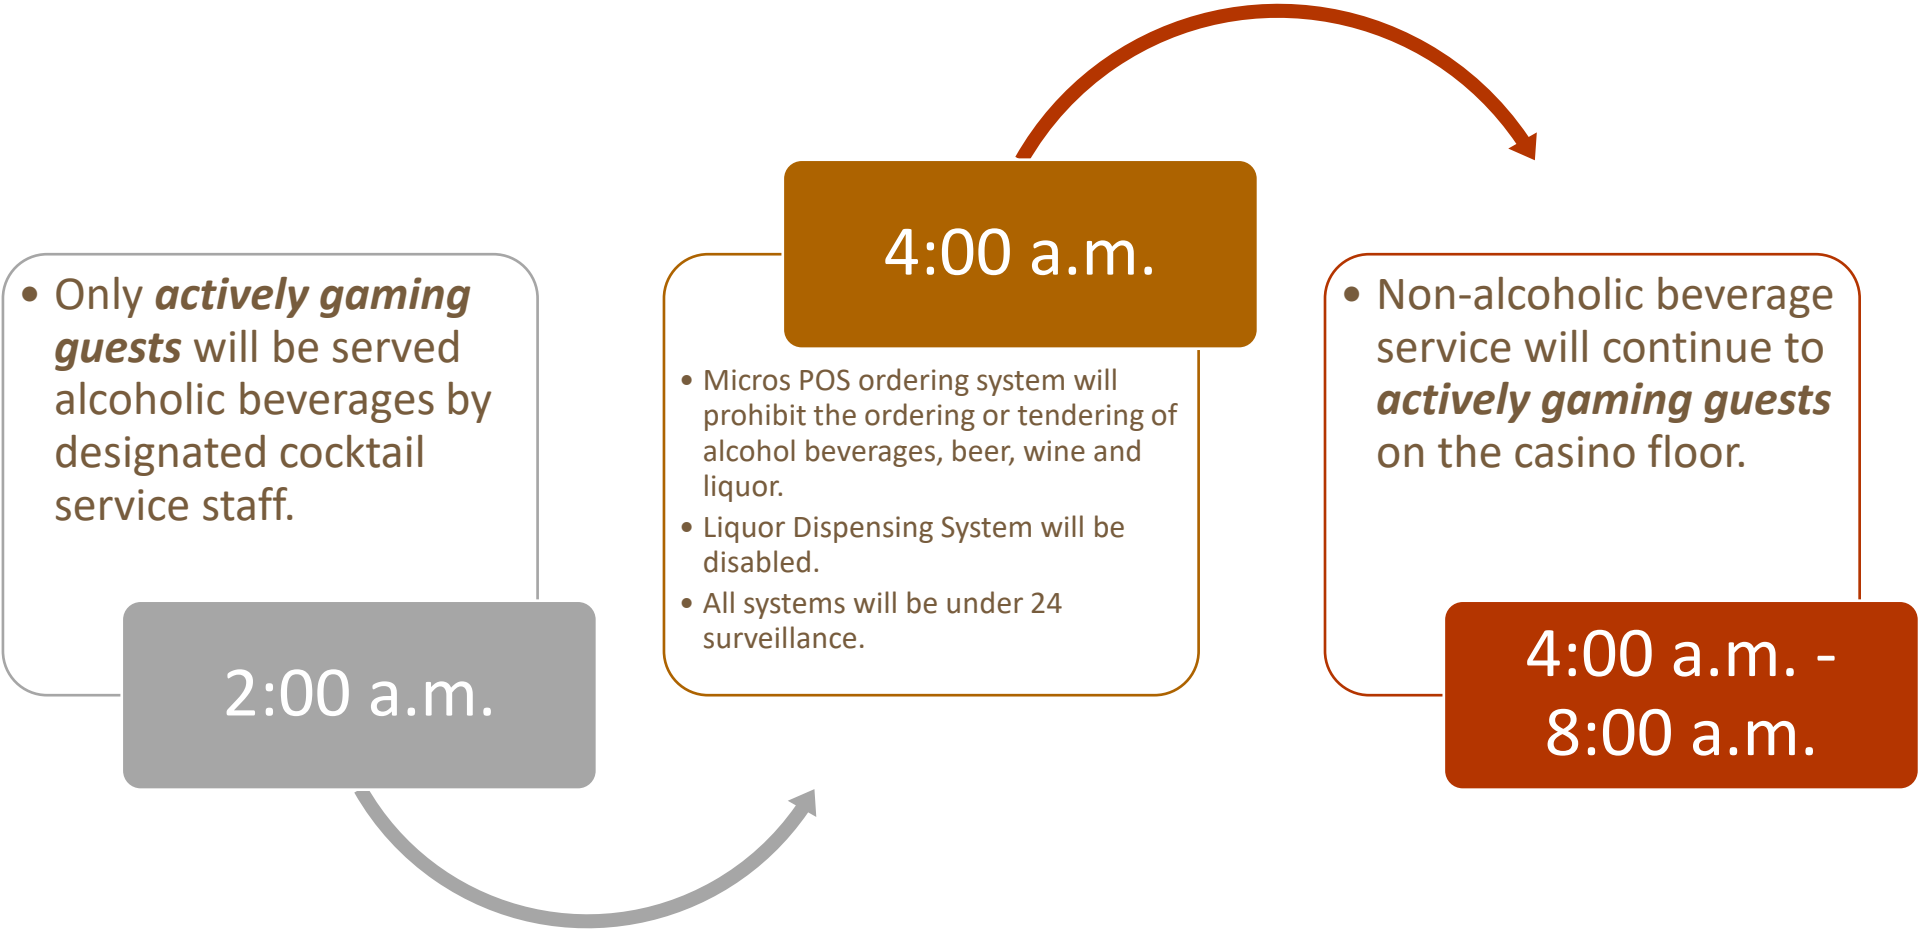 • Only actively gaming
guests will be served
alcoholic beverages by
designated cocktail
service staff.
2:00 a.m.
4:00 a.m.
• Micros POS ordering system will
prohibit the ordering or tendering of
alcohol beverages, beer, wine and
liquor.
• Liquor Dispensing System will be
disabled.
• All systems will be under 24
surveillance.
• Non-alcoholic beverage
service will continue to
actively gaming guests
on the casino floor.
4:00 a.m. -
8:00 a.m.